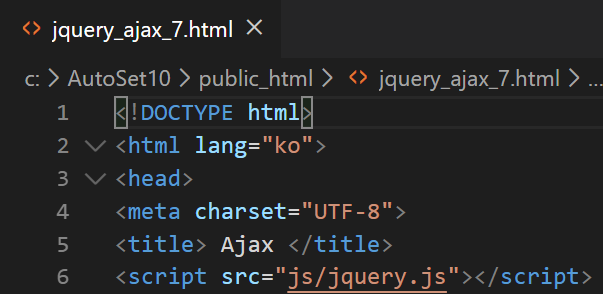 jquery_ajax_7.html
c: > AutoSet10 > public_html > jquery_ajax_7.html > ...
1 <!DOCTYPE html>
2 <html lang="ko">
3 <head>
4 <meta charset="UTF-8">
5 <title> Ajax </title>
6 <script src="js/jquery.js"></script>